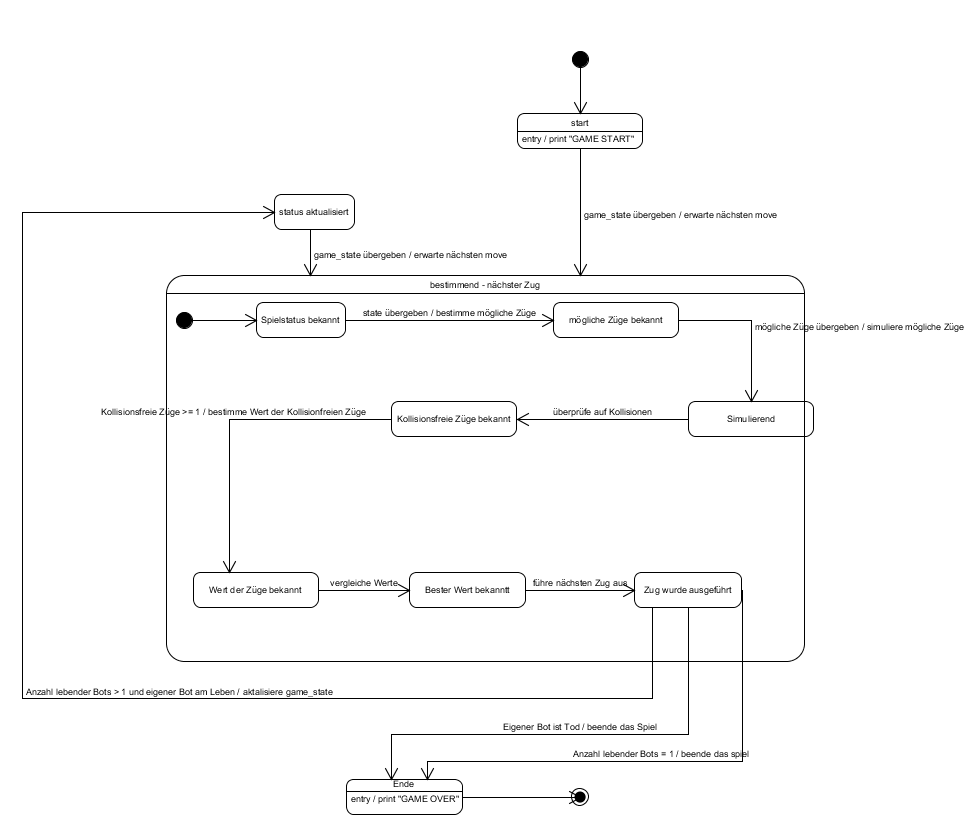 start
entry / print "GAME START"
status aktualisiert
game_state übergeben / erwarte nächsten move
game_state übergeben / erwarte nächsten move
bestimmend - nächster Zug
Spielstatus bekannt
state übergeben / bestimme mögliche Züge
mögliche Züge bekannt
mögliche Züge übergeben / simuliere mögliche Züge
Kollisionsfreie Züge >= 1 / bestimme Wert der Kollisionfreien Züge
Kollisionsfreie Züge bekannt
überprüfe auf Kollisionen
Simulierend
Wert der Züge bekannt
vergleiche Werte
Bester Wert bekanntt
führe nächsten Zug aus
Zug wurde ausgeführt
Anzahl lebender Bots > 1 und eigener Bot am Leben / aktalisiere game_state
Eigener Bot ist Tod / beende das Spiel
Anzahl lebender Bots = 1 / beende das spiel
Ende
entry / print "GAME OVER"